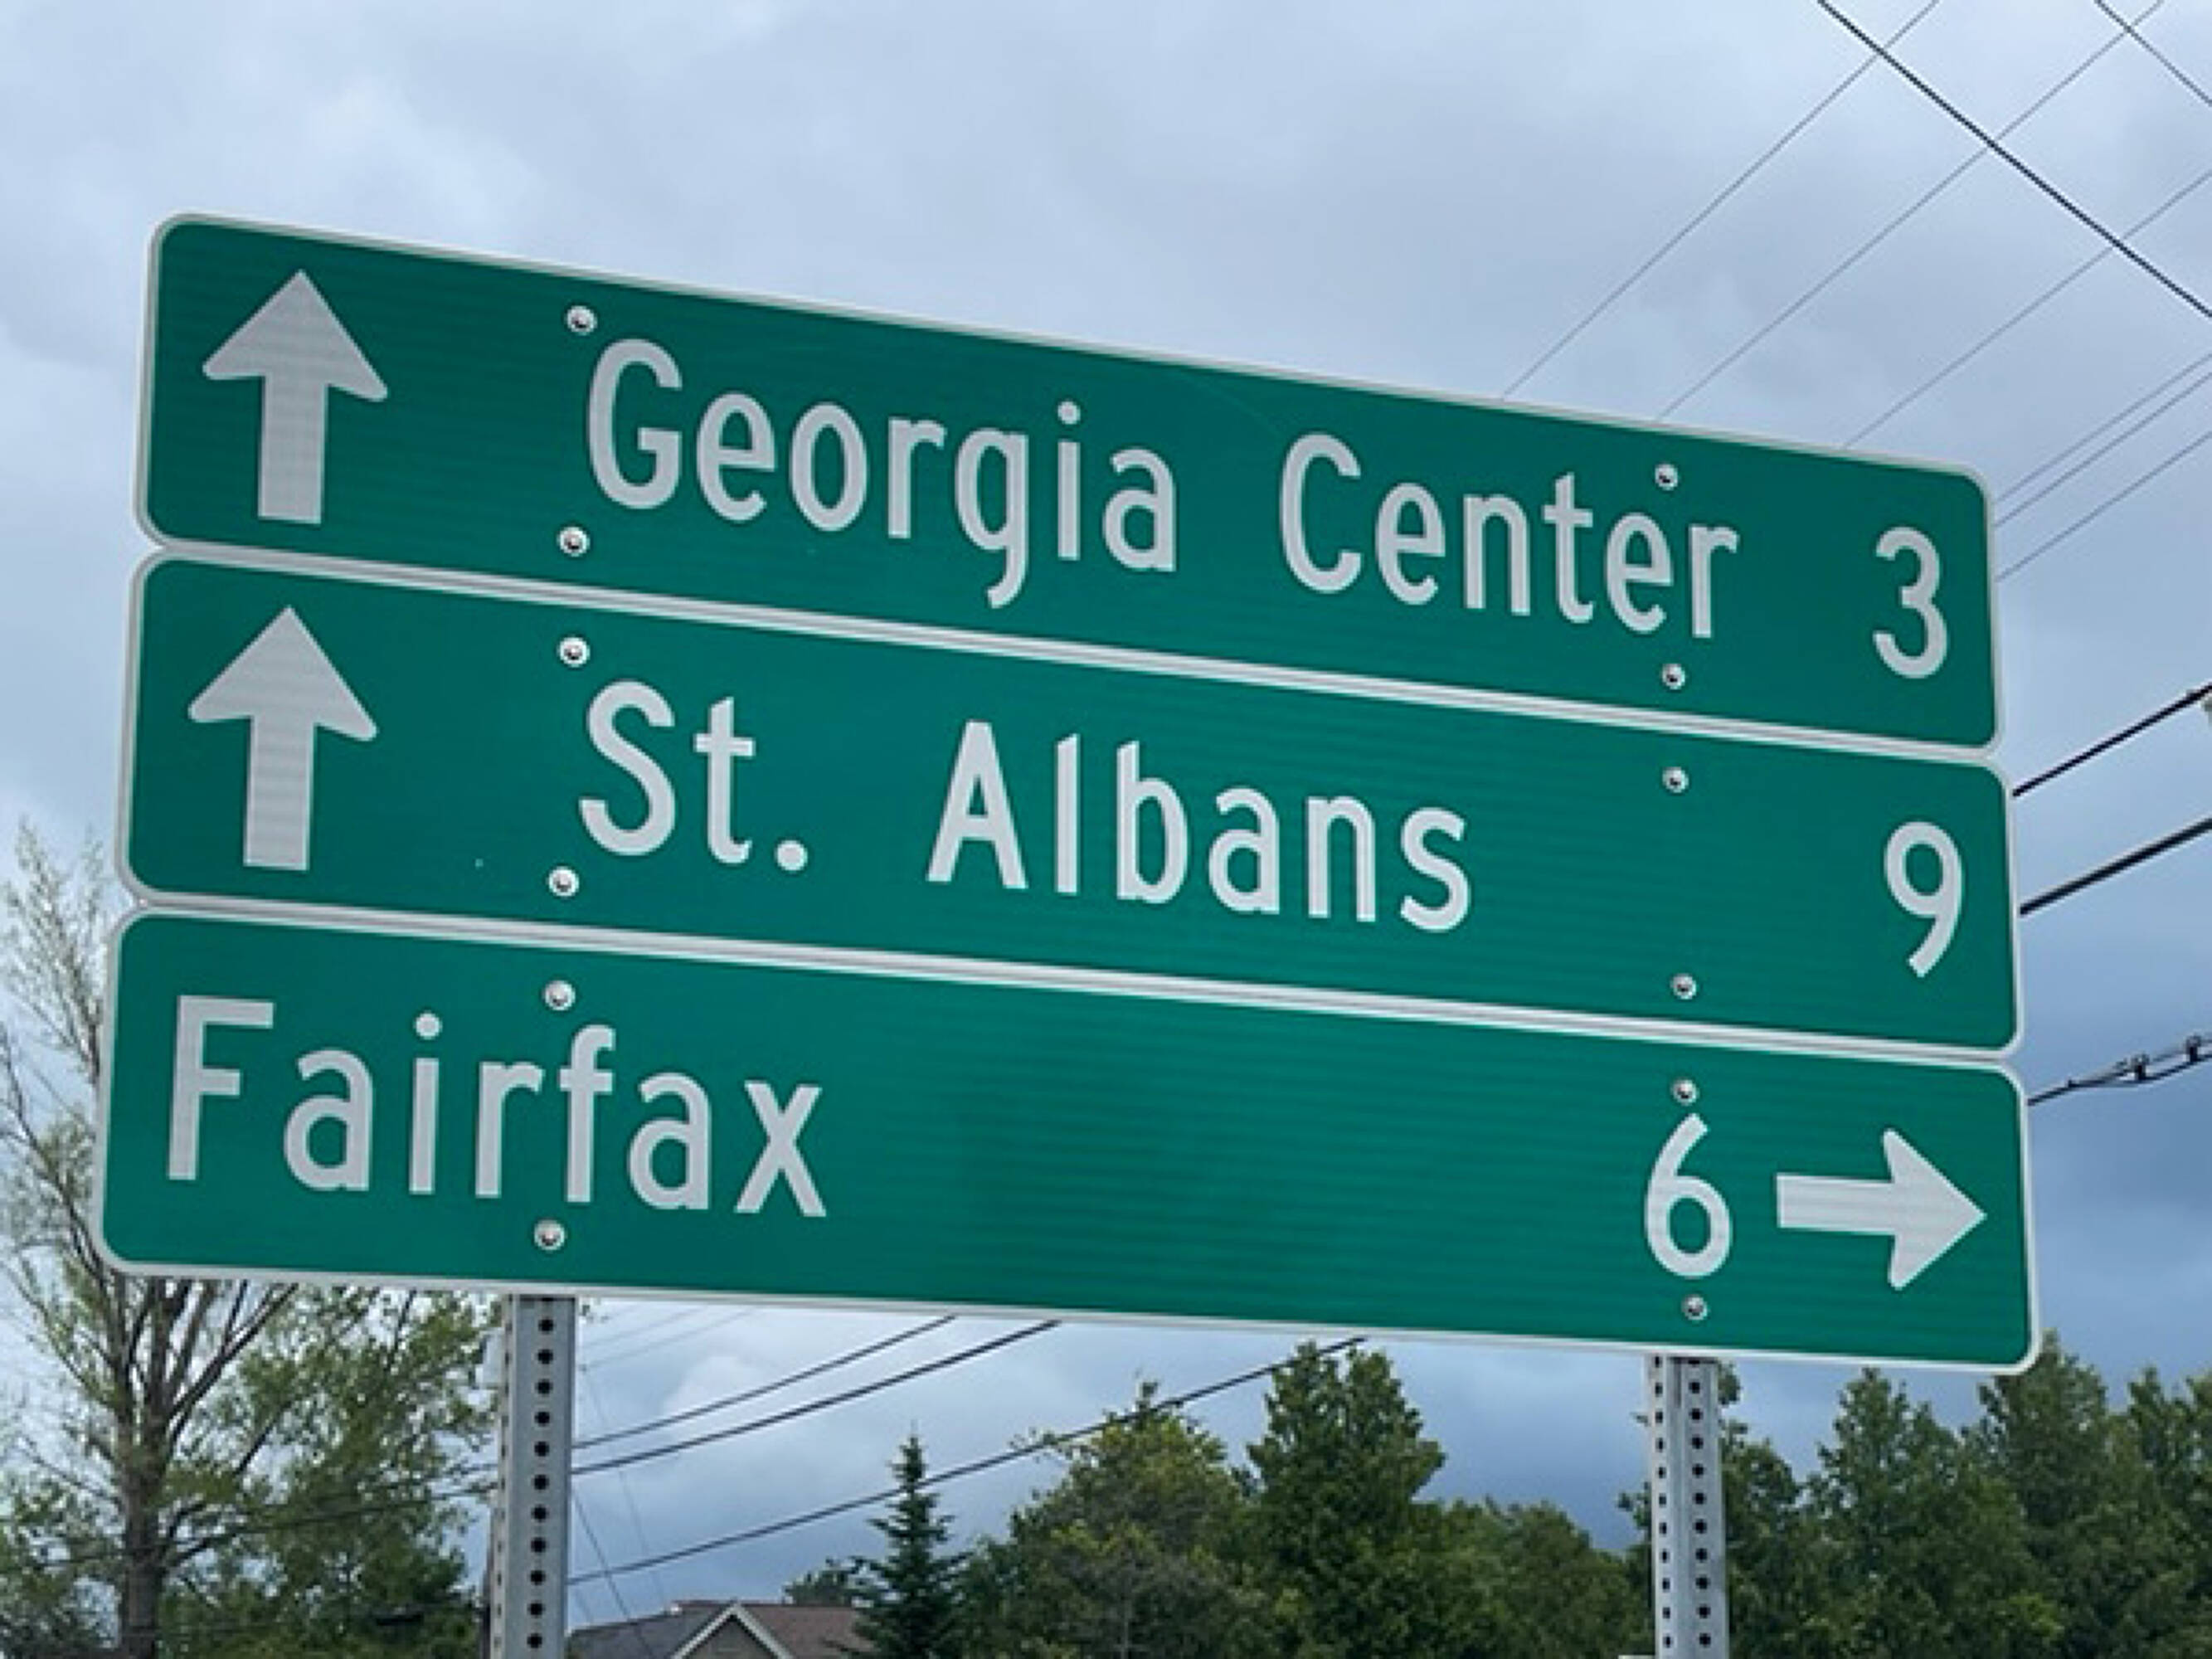 Georgia Center 3
St. Albans 9
Fairfax 6